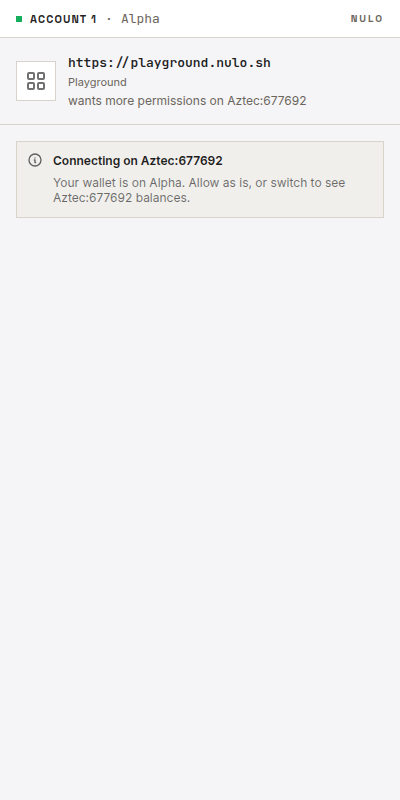 ACCOUNT 1 · Alpha NULO
https://playground.nulo.sh
Playground
wants more permissions on Aztec:677692
Connecting on Aztec:677692
Your wallet is on Alpha. Allow as is, or switch to see
Aztec:677692 balances.